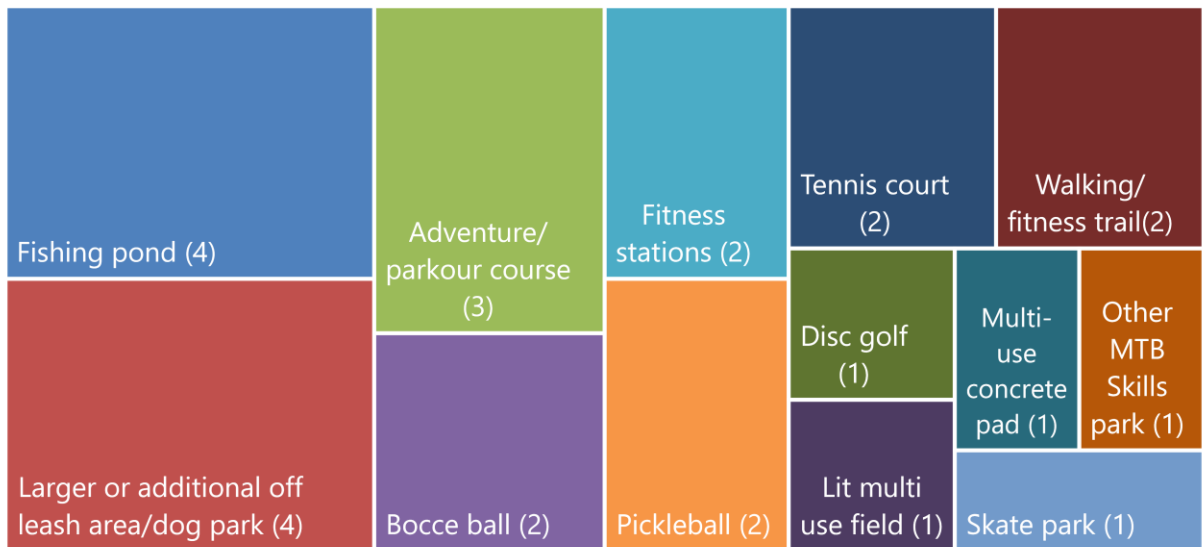 Fishing pond (4)
Larger or additional off
leash area/dog park (4)
Adventure/
parkour course
(3)
Bocce ball (2)
Fitness
stations (2)
Pickleball (2)
Tennis court
(2)
Walking/
fitness trail(2)
Disc golf
(1)
Lit multi
use field (1)
Multi-
use
concrete
pad (1)
Other
MTB
Skills
park (1)
Skate park (1)